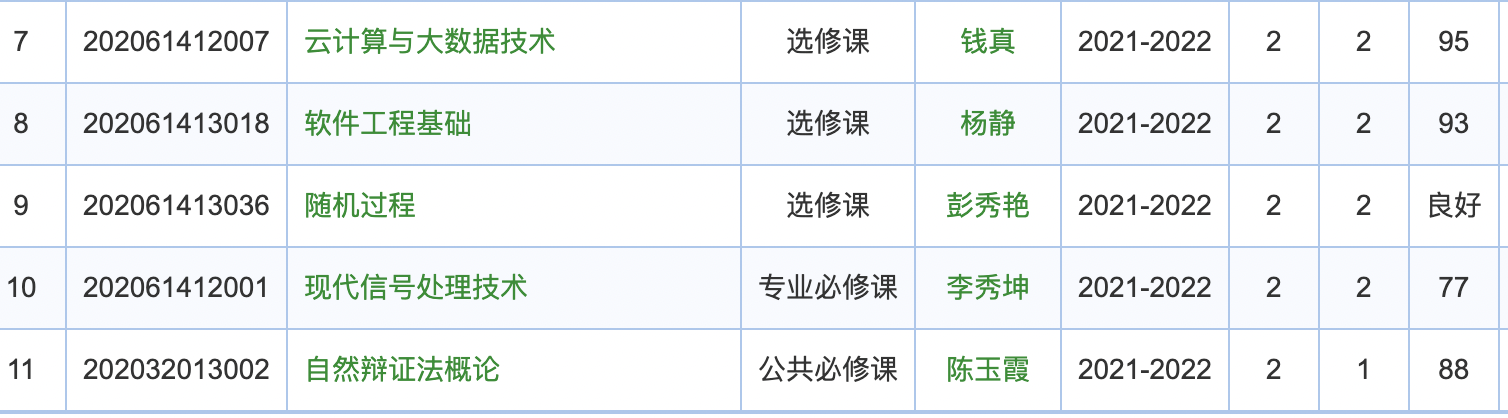 7 202061412007 云计算与大数据技术 选修课 钱真 2021-2022 2 2 95
8 202061413018 软件工程基础 选修课 杨静 2021-2022 2 2 93
9 202061413036 随机过程 选修课 彭秀艳 2021-2022 2 2 良好
10 202061412001 现代信号处理技术 专业必修课 李秀坤 2021-2022 2 2 77
11 202032013002 自然辩证法概论 公共必修课 陈玉霞 2021-2022 2 1 88